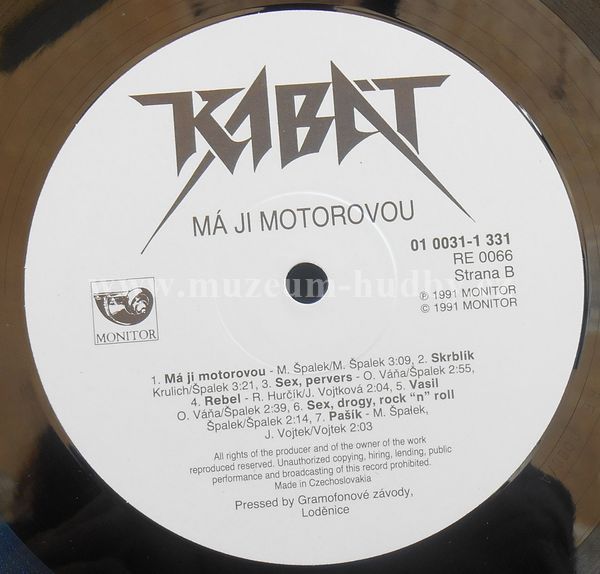 KABÁT
MÁ JI MOTOROVOU
01 0031-1 331
RE 0066
Strana B
℗ 1991 MONITOR
© 1991 MONITOR
MONITOR
www.muzeum-hudby
1. Má ji motorovou - M. Špalek/M. Špalek 3:09, 2. Skrblík
Krulich/Špalek 3:21, 3. Sex, pervers - O. Váňa/Špalek 2:55,
4. Rebel - R. Hurčík/J. Vojtková 2:04, 5. Vasil
O. Váňa/Špalek 2:39, 6. Sex, drogy, rock "n" roll
Špalek/Špalek 2:14, 7. Pašik - M. Špalek,
J. Vojtek/Vojtek 2:03
All rights of the producer and of the owner of the work
reproduced reserved. Unauthorized copying, hiring, lending, public
performance and broadcasting of this record prohibited.
Made in Czechoslovakia
Pressed by Gramofonové závody,
Loděnice